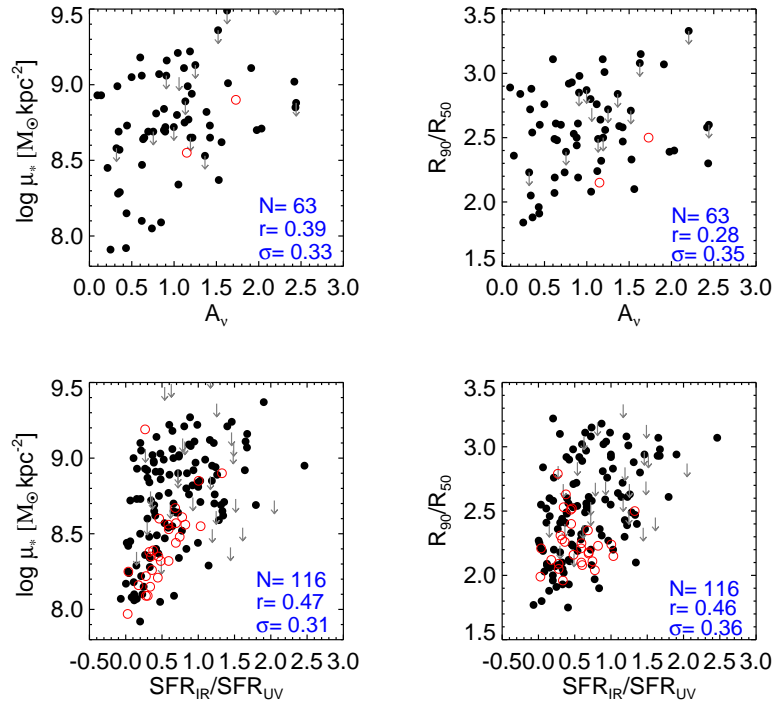 9.5
9.0
8.5
8.0
log μ* [M⊙ kpc⁻²]
N= 63
r= 0.39
σ= 0.33
0.0 0.5 1.0 1.5 2.0 2.5 3.0
Aν
3.5
3.0
2.5
2.0
1.5
R90/R50
N= 63
r= 0.28
σ= 0.35
0.0 0.5 1.0 1.5 2.0 2.5 3.0
Aν
9.5
9.0
8.5
8.0
log μ* [M⊙ kpc⁻²]
N= 116
r= 0.47
σ= 0.31
-0.5 0.0 0.5 1.0 1.5 2.0 2.5 3.0
SFRIR/SFRUV
3.5
3.0
2.5
2.0
1.5
R90/R50
N= 116
r= 0.46
σ= 0.36
-0.5 0.0 0.5 1.0 1.5 2.0 2.5 3.0
SFRIR/SFRUV